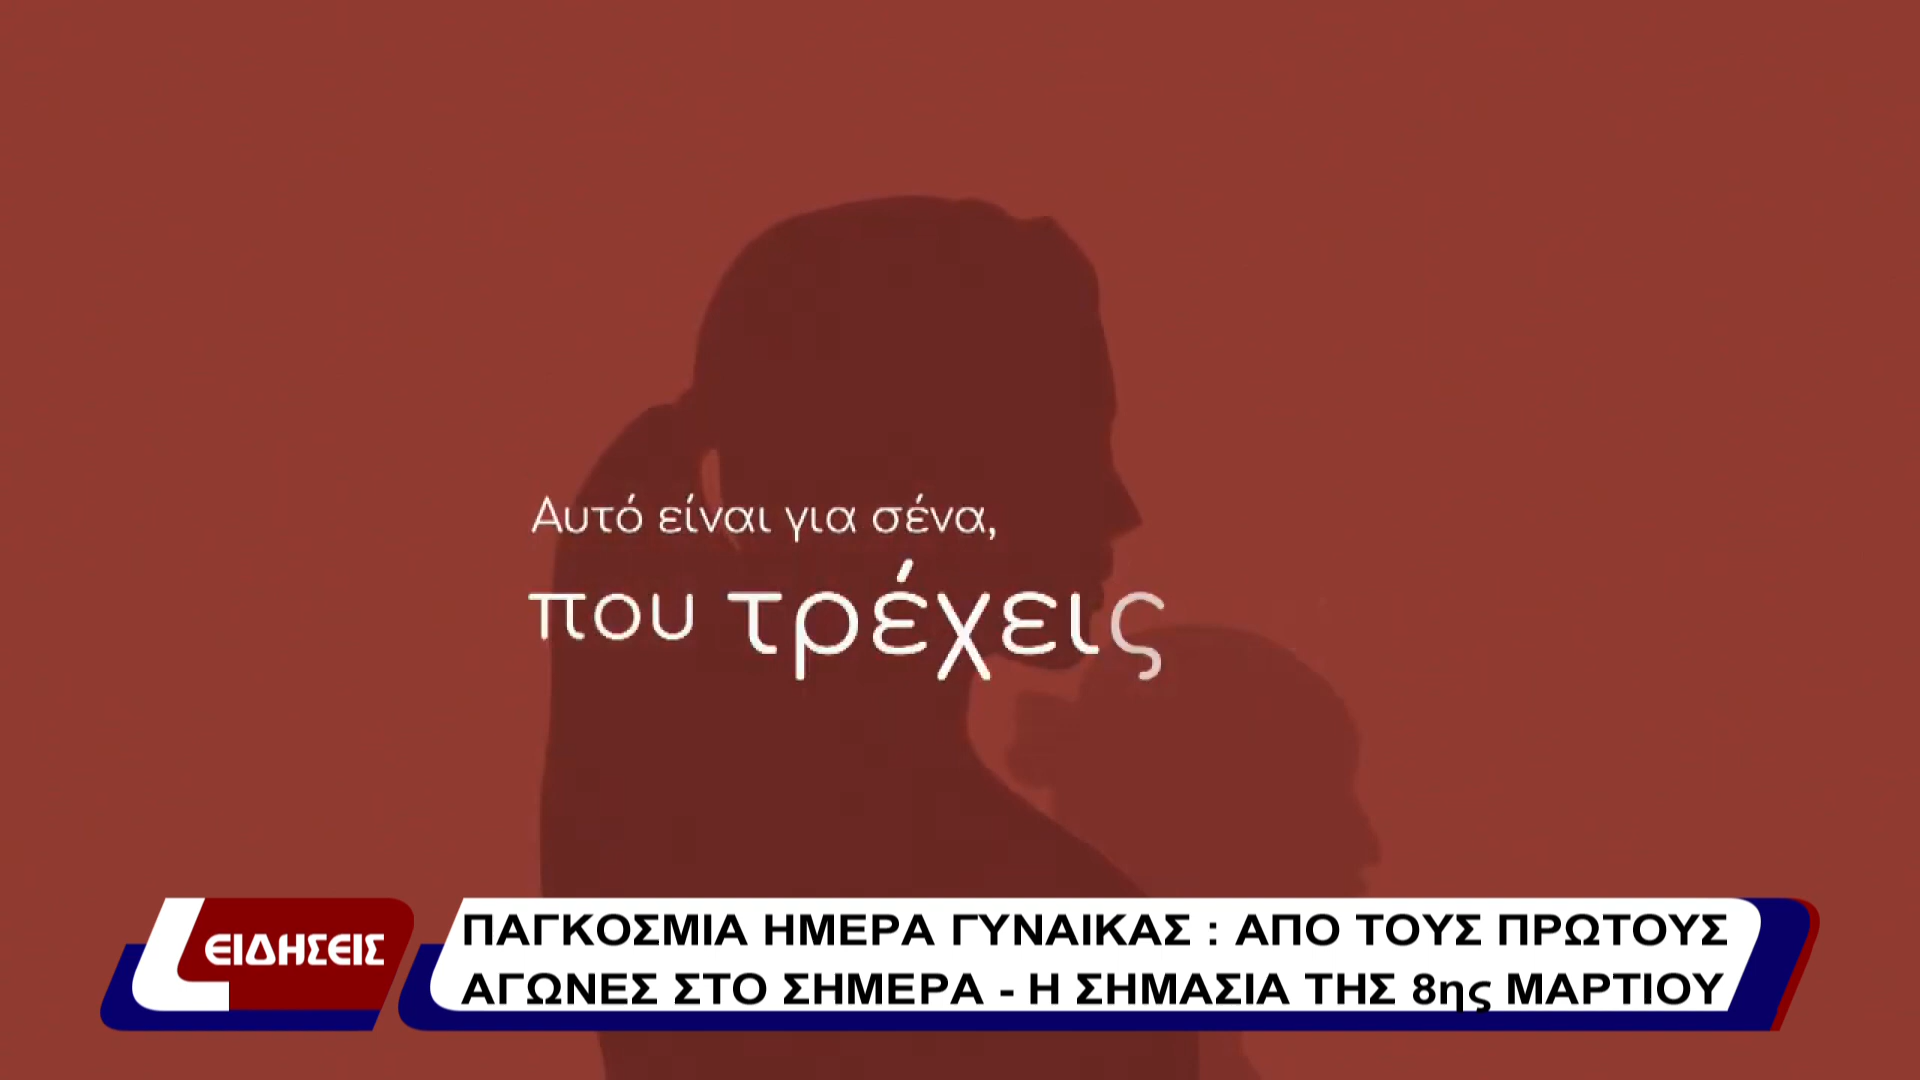 Αυτό είναι για σένα,
που τρέχεις
ΕΙΔΗΣΕΙΣ
ΠΑΓΚΟΣΜΙΑ ΗΜΕΡΑ ΓΥΝΑΙΚΑΣ : ΑΠΟ ΤΟΥΣ ΠΡΩΤΟΥΣ
ΑΓΩΝΕΣ ΣΤΟ ΣΗΜΕΡΑ - Η ΣΗΜΑΣΙΑ ΤΗΣ 8ης ΜΑΡΤΙΟΥ